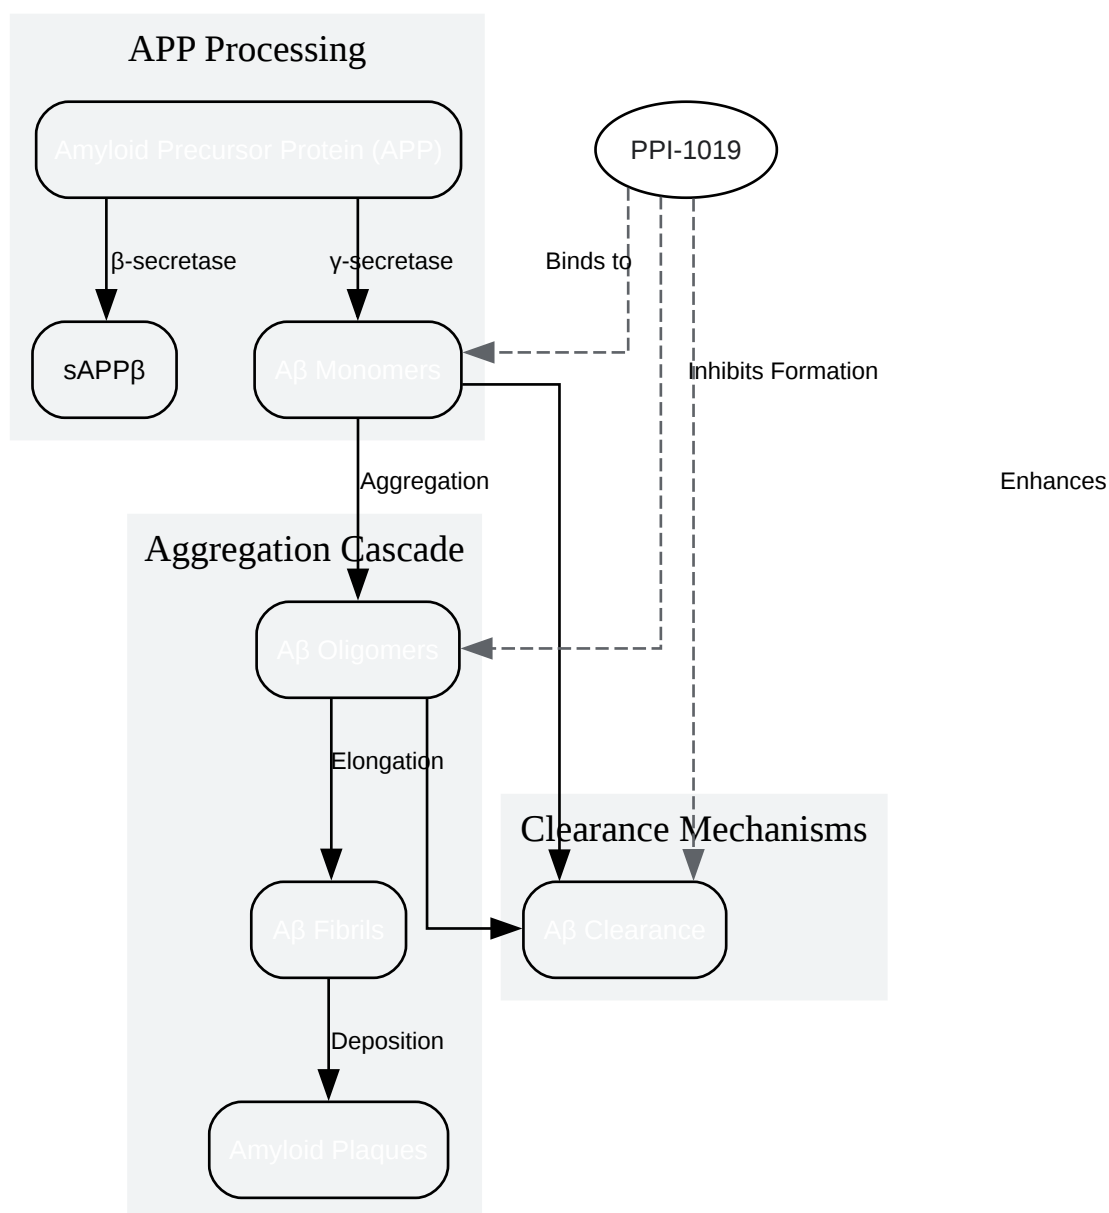 APP Processing
Amyloid Precursor Protein (APP)
PPI-1019
β-secretase
γ-secretase
Binds to
sAPPβ
Aβ Monomers
Inhibits Formation
Aggregation
Enhances
Aggregation Cascade
Aβ Oligomers
Elongation
Clearance Mechanisms
Aβ Fibrils
Aβ Clearance
Deposition
Amyloid Plaques